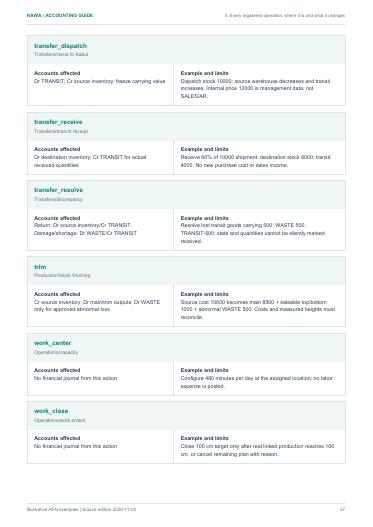 NAWA | ACCOUNTING GUIDE
5. Every registered operation: where it is and what it changes
transfer_dispatch
Transfers/Herat to Kabul
Accounts affected
Dr TRANSIT; Cr source inventory; freeze carrying value
Example and limits
Dispatch stock 10000: source warehouse decreases and transit
increases. Internal price 12000 is management data, not
SALES/AR.
transfer_receive
Transfers/branch receipt
Accounts affected
Dr destination inventory; Cr TRANSIT for actual
received quantities
Example and limits
Receive 60% of 10000 shipment: destination stock 6000; transit
4000. No new purchase cost or sales income.
transfer_resolve
Transfers/discrepancy
Accounts affected
Return: Dr source inventory/Cr TRANSIT.
Damage/shortage: Dr WASTE/Cr TRANSIT
Example and limits
Resolve lost transit goods carrying 500: WASTE 500,
TRANSIT-500; state and quantities cannot be silently marked
received.
trim
Production/block finishing
Accounts affected
Cr source inventory; Dr main/trim outputs; Dr WASTE
only for approved abnormal loss
Example and limits
Source cost 10000 becomes main 8500 + saleable top/bottom
1000 + abnormal WASTE 500. Costs and measured heights must
reconcile.
work_center
Operations/capacity
Accounts affected
No financial journal from this action
Example and limits
Configure 480 minutes per day at the assigned location; no labor
expense is posted.
work_close
Operations/work orders
Accounts affected
No financial journal from this action
Example and limits
Close 100 cm target only after real linked production reaches 100
cm, or cancel remaining plan with reason.
Illustrative AFN examples | Source edition
37